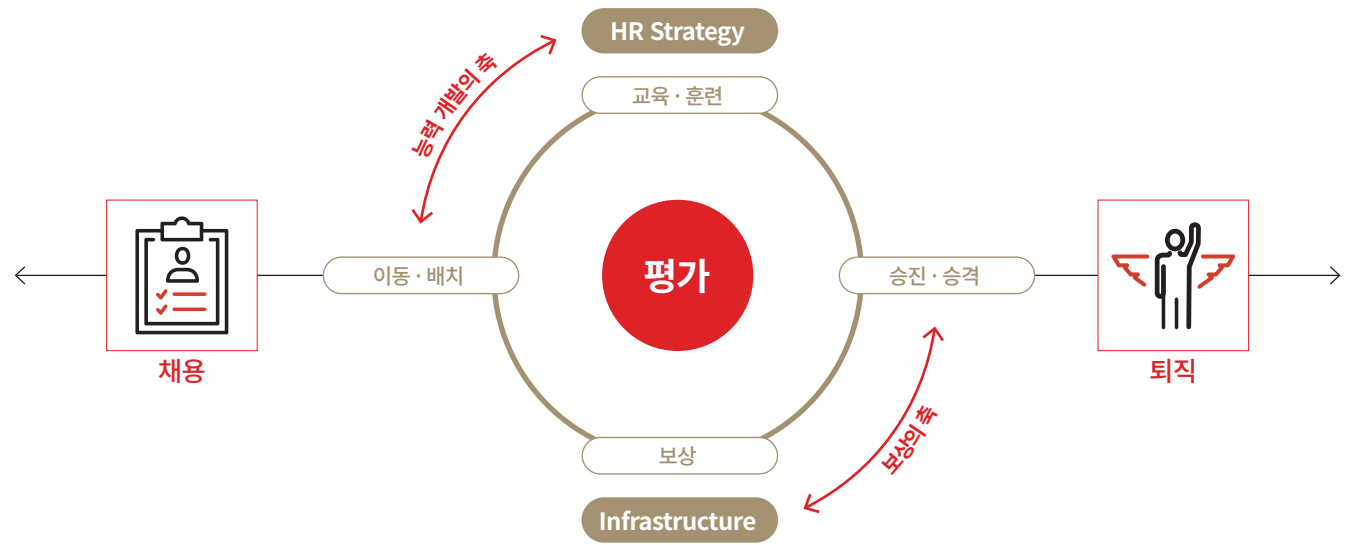 HR Strategy
교육 · 훈련
능력 개발의 축
이동 · 배치
평가
승진 · 승격
채용
퇴직
보상의 축
보상
Infrastructure